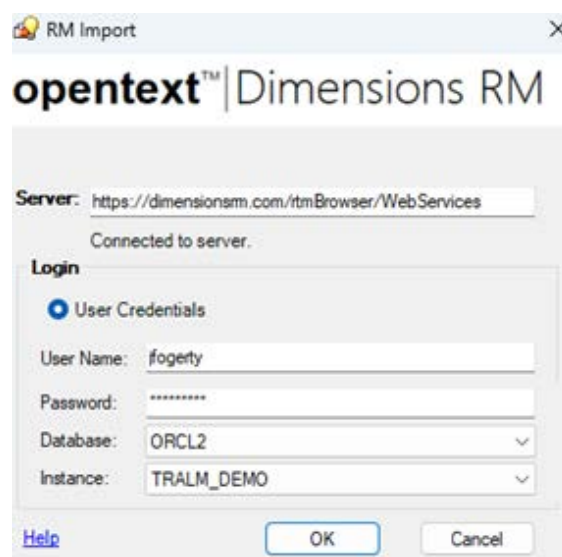 RM Import
opentext™ | Dimensions RM
Server: https://dimensionsrm.com/rtmBrowser/WebServices
Connected to server.
Login
User Credentials
User Name: jfogerty
Password: *********
Database: ORCL2
Instance: TRALM_DEMO
Help OK Cancel